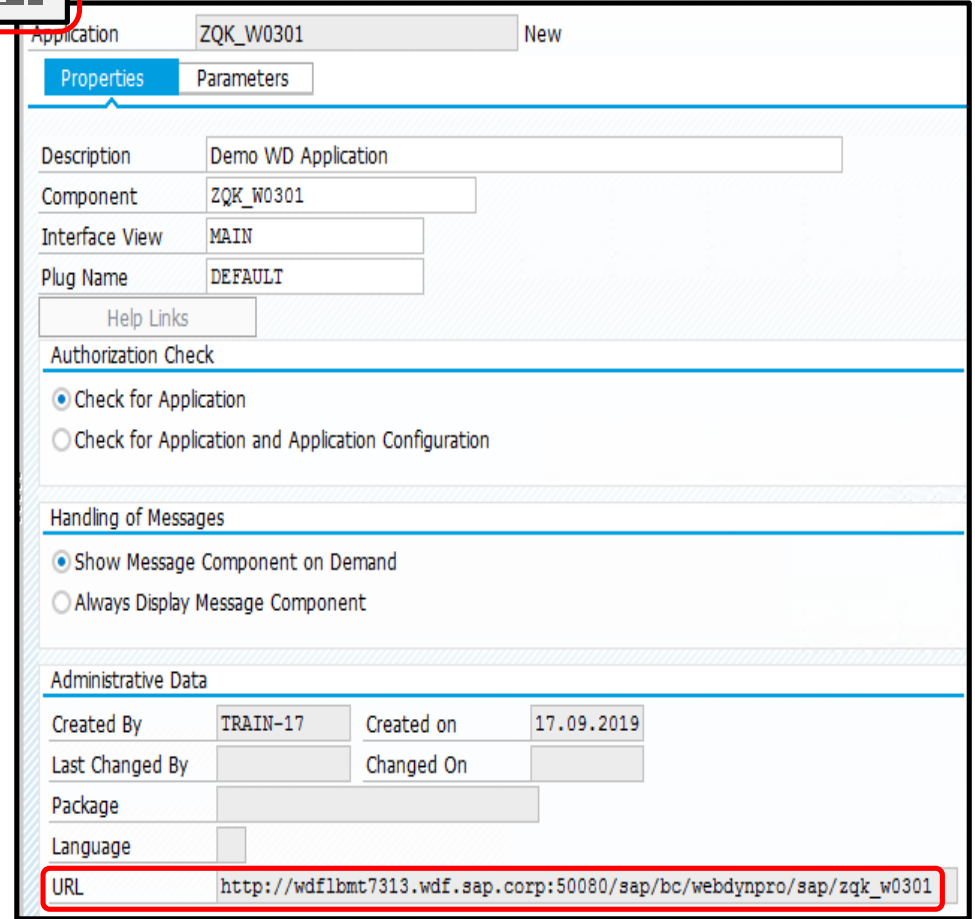 Application ZQK_W0301 New
Properties Parameters
Description Demo WD Application
Component ZQK_W0301
Interface View MAIN
Plug Name DEFAULT
Help Links
Authorization Check
Check for Application
Check for Application and Application Configuration
Handling of Messages
Show Message Component on Demand
Always Display Message Component
Administrative Data
Created By TRAIN-17 Created on 17.09.2019
Last Changed By Changed On
Package
Language
URL http://wdflbmt7313.wdf.sap.corp:50080/sap/bc/webdynpro/sap/zqk_w0301